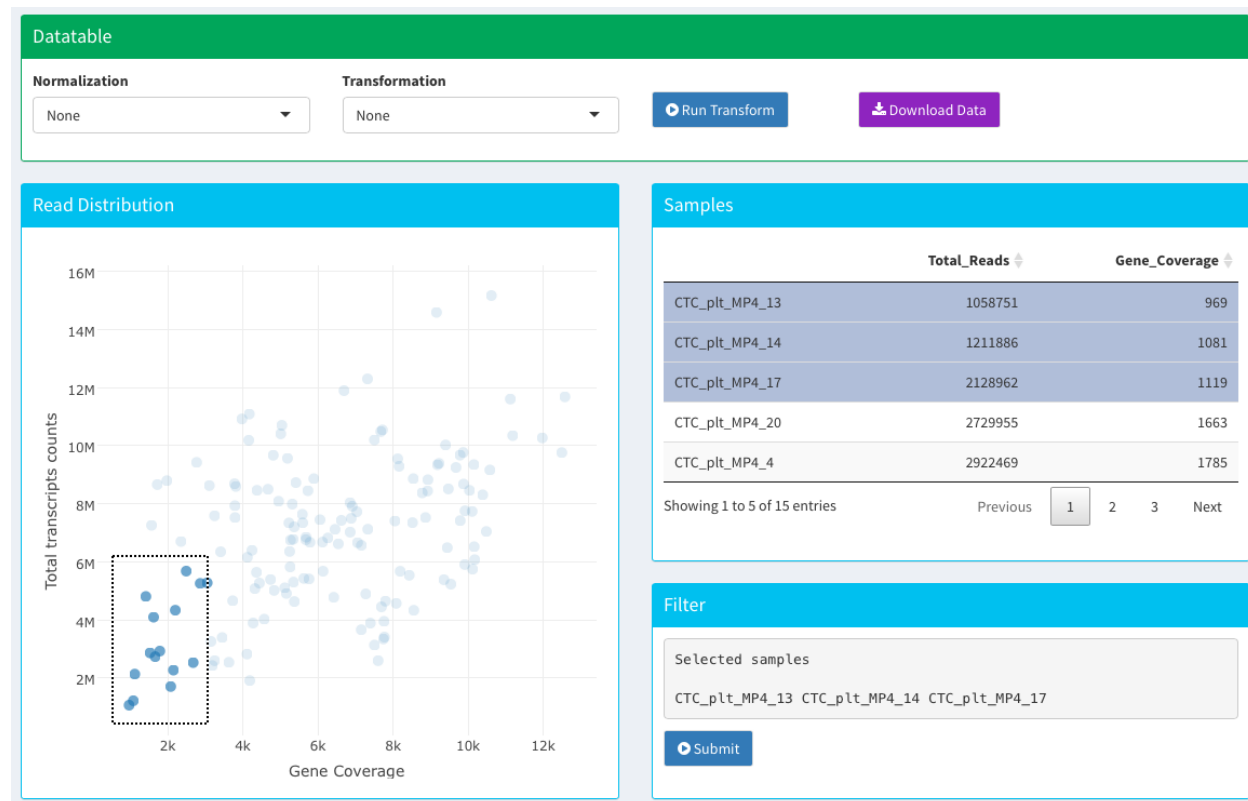 Datatable
Normalization
Transformation
None
None
Run Transform
Download Data
Read Distribution
16M
14M
12M
10M
8M
6M
4M
2M
Total transcripts counts
2k 4k 6k 8k 10k 12k
Gene Coverage
Samples
Total_Reads Gene_Coverage
CTC_plt_MP4_13 1058751 969
CTC_plt_MP4_14 1211886 1081
CTC_plt_MP4_17 2128962 1119
CTC_plt_MP4_20 2729955 1663
CTC_plt_MP4_4 2922469 1785
Showing 1 to 5 of 15 entries Previous 1 2 3 Next
Filter
Selected samples
CTC_plt_MP4_13 CTC_plt_MP4_14 CTC_plt_MP4_17
Submit